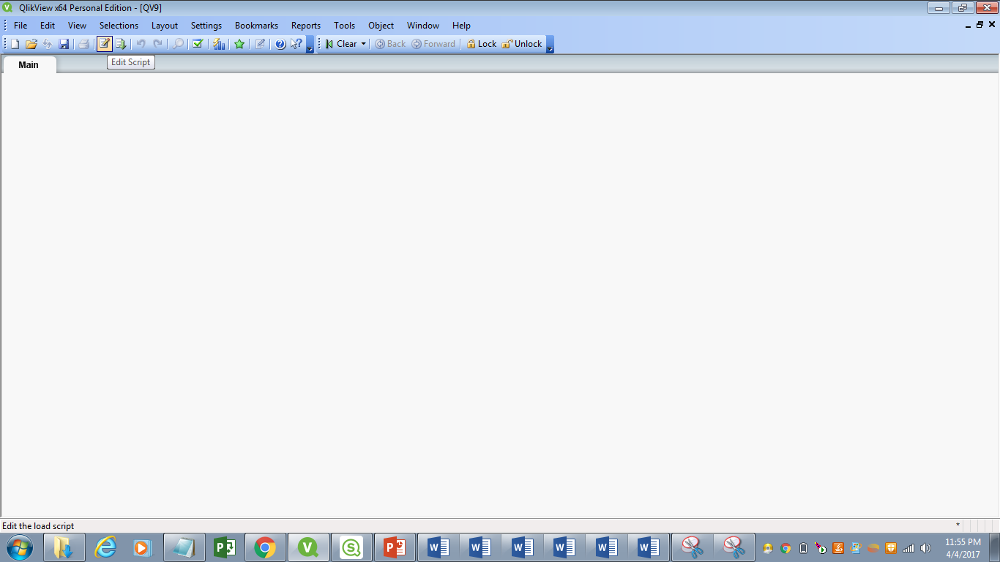 QlikView x64 Personal Edition - [QV9]
File Edit View Selections Layout Settings Bookmarks Reports Tools Object Window Help
Clear Back Forward Lock Unlock
Edit Script
Main
Edit the load script *
11:55 PM
4/4/2017